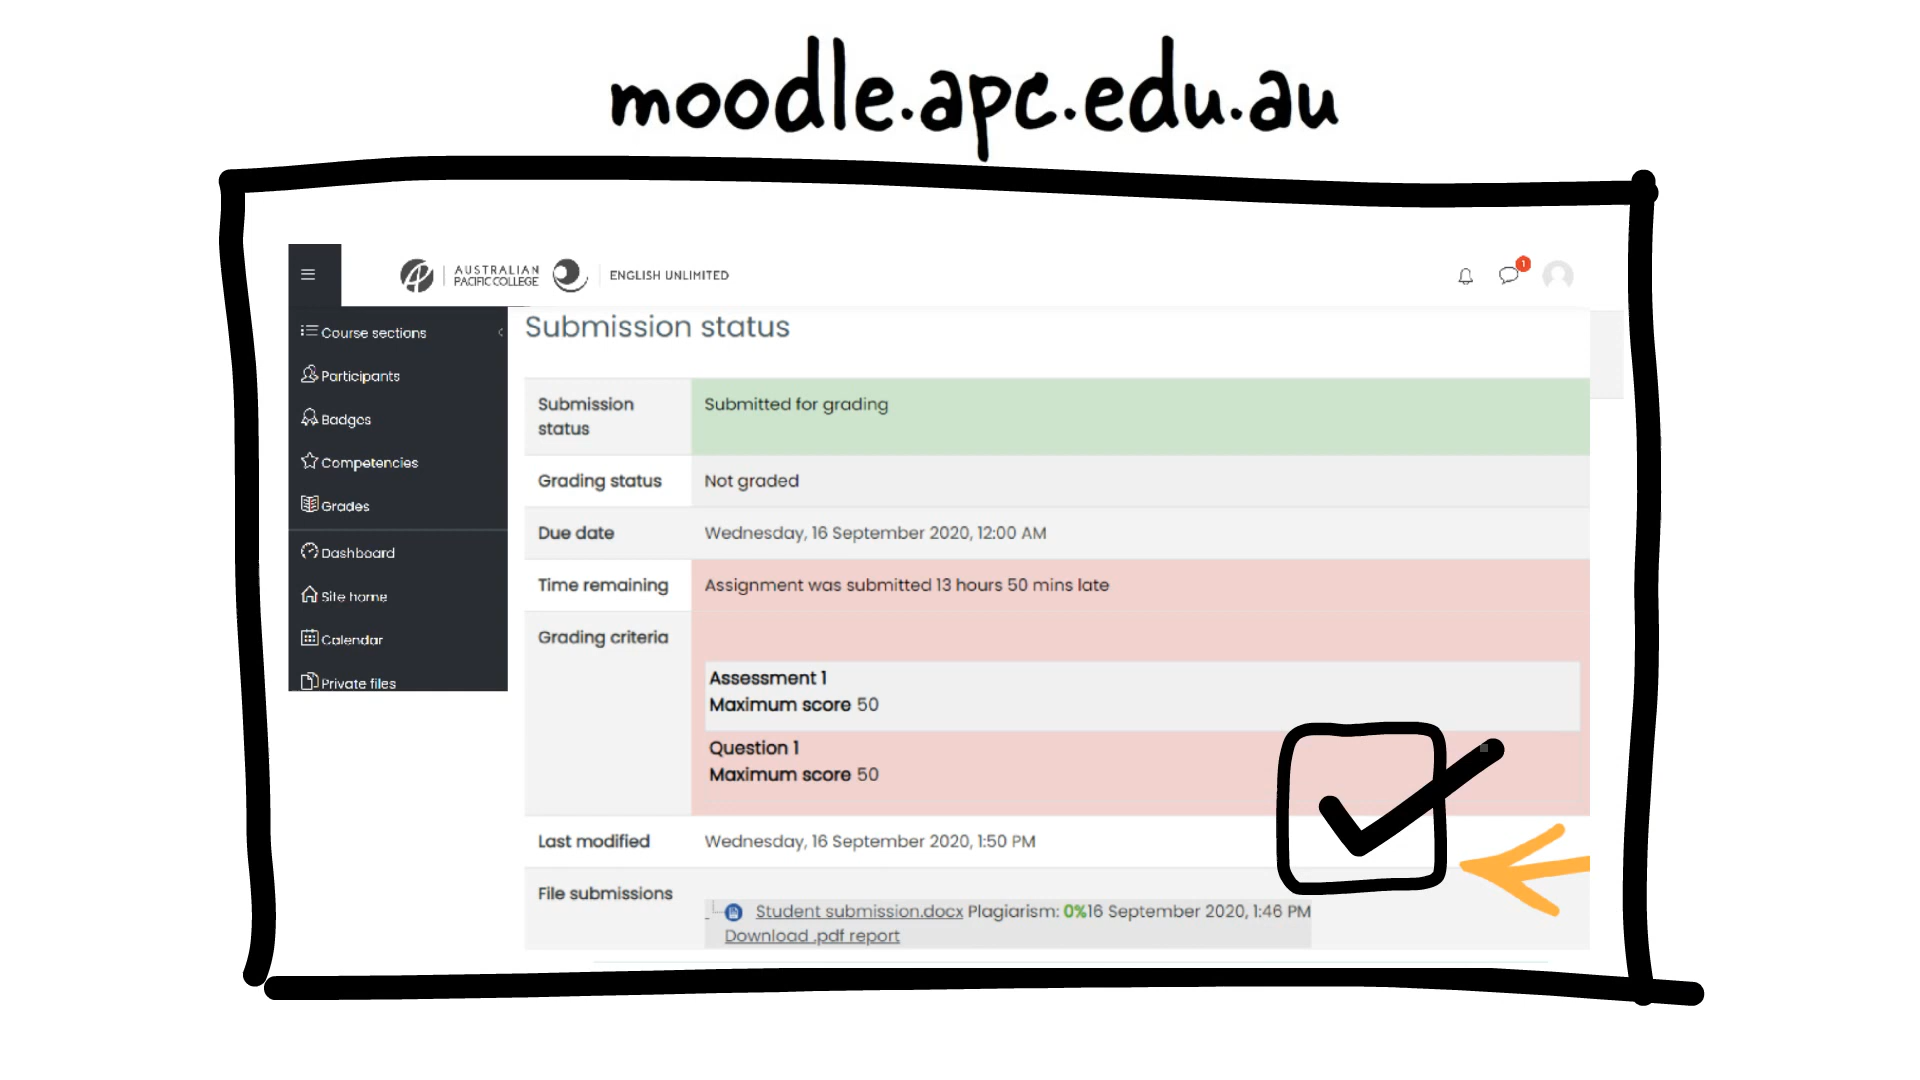 moodle.apc.edu.au
AUSTRALIAN
PACIFIC COLLEGE
ENGLISH UNLIMITED
1
Course sections
Participants
Badges
Competencies
Grades
Dashboard
Site home
Calendar
Private files
Submission status
Submission status
Submitted for grading
Grading status
Not graded
Due date
Wednesday, 16 September 2020, 12:00 AM
Time remaining
Assignment was submitted 13 hours 50 mins late
Grading criteria
Assessment 1
Maximum score 50
Question 1
Maximum score 50
Last modified
Wednesday, 16 September 2020, 1:50 PM
File submissions
Student submission.docx Plagiarism: 0%16 September 2020, 1:46 PM
Download .pdf report